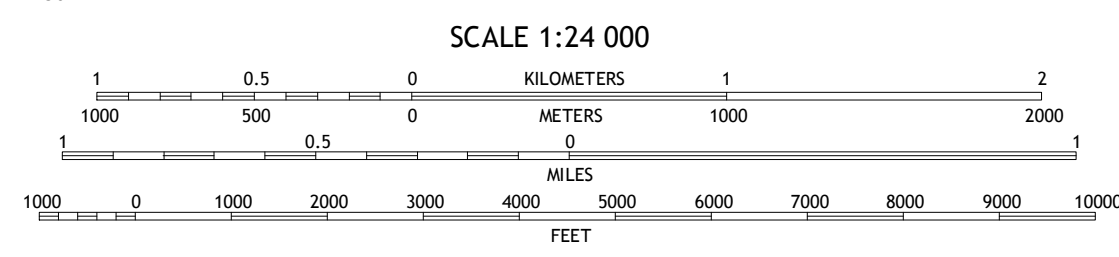 SCALE 1:24 000
1 0.5 0 KILOMETERS 1 2
1000 500 0 METERS 1000 2000
1 0.5 0 1
MILES
1000 0 1000 2000 3000 4000 5000 6000 7000 8000 9000 10000
FEET